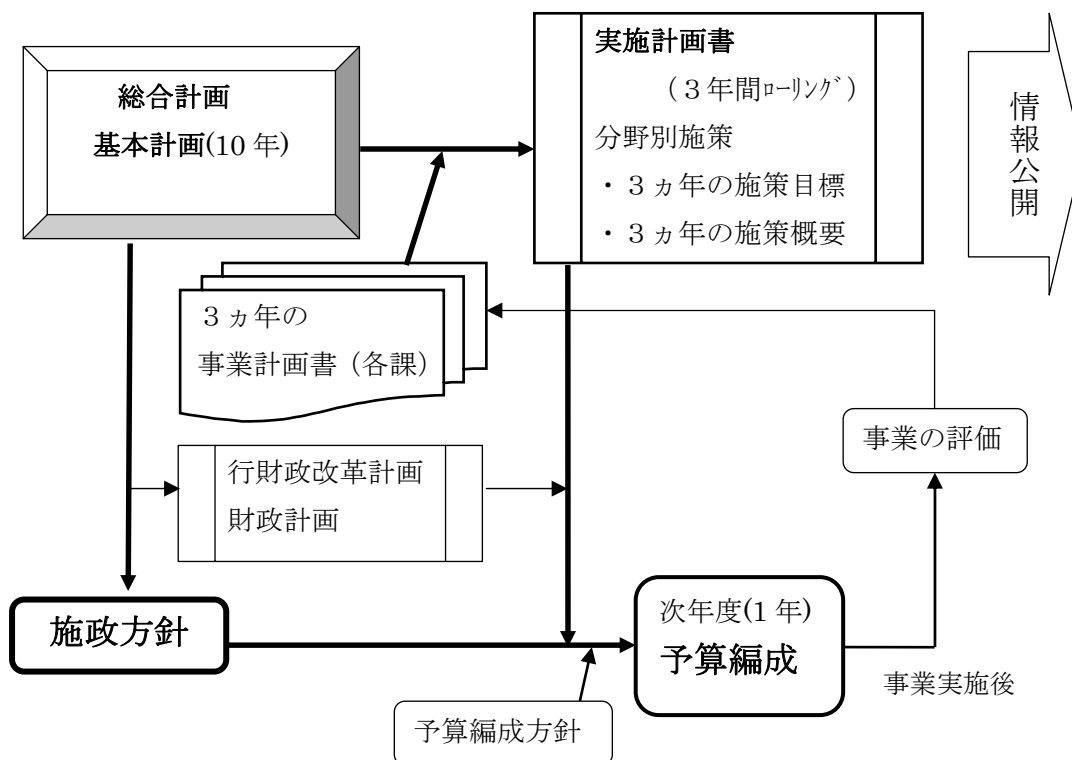 総合計画
基本計画(10 年)
実施計画書
(３年間ﾛｰﾘﾝｸﾞ)
分野別施策
・３ヵ年の施策目標
・３ヵ年の施策概要
情報公開
３ヵ年の
事業計画書（各課）
事業の評価
行財政改革計画
財政計画
施政方針
次年度(1 年)
予算編成
事業実施後
予算編成方針